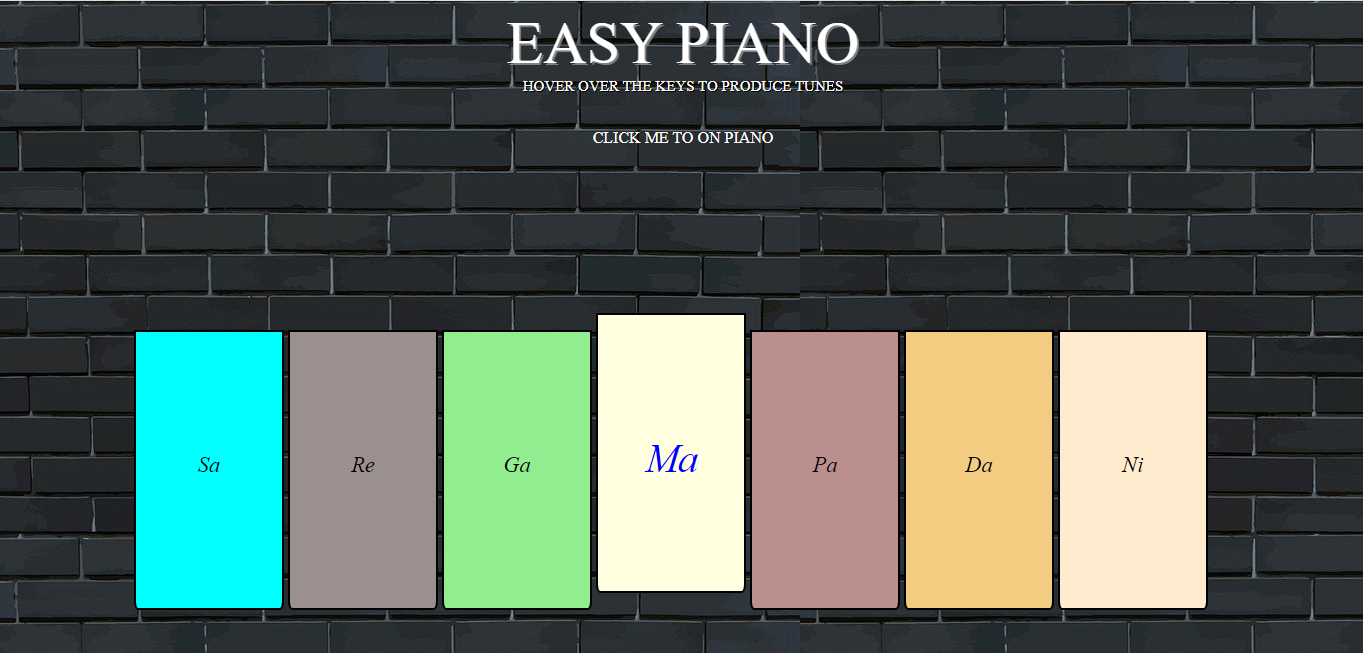 EASY PIANO
HOVER OVER THE KEYS TO PRODUCE TUNES
CLICK ME TO ON PIANO
Sa Re Ga Ma Pa Da Ni